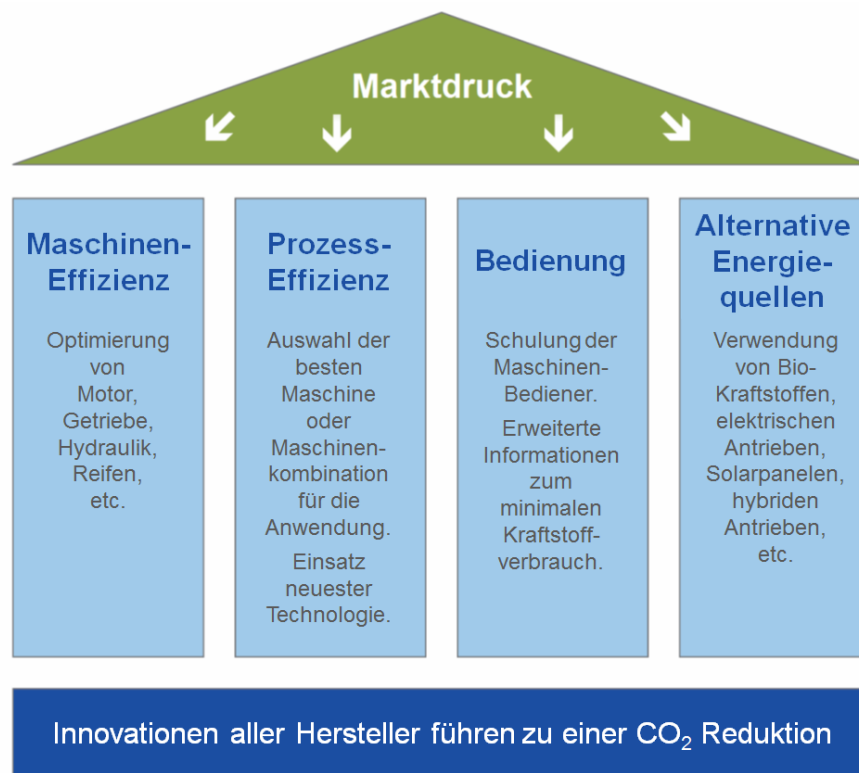 Marktdruck
Maschinen-
Effizienz
Optimierung
von
Motor,
Getriebe,
Hydraulik,
Reifen,
etc.
Prozess-
Effizienz
Auswahl der
besten
Maschine
oder
Maschinen-
kombination
für die
Anwendung.
Einsatz
neuester
Technologie.
Bedienung
Schulung der
Maschinen-
Bediener.
Erweiterte
Informationen
zum
minimalen
Kraftstoff-
verbrauch.
Alternative
Energie-
quellen
Verwendung
von Bio-
Kraftstoffen,
elektrischen
Antrieben,
Solarpanelen,
hybriden
Antrieben,
etc.
Innovationen aller Hersteller führen zu einer CO₂ Reduktion